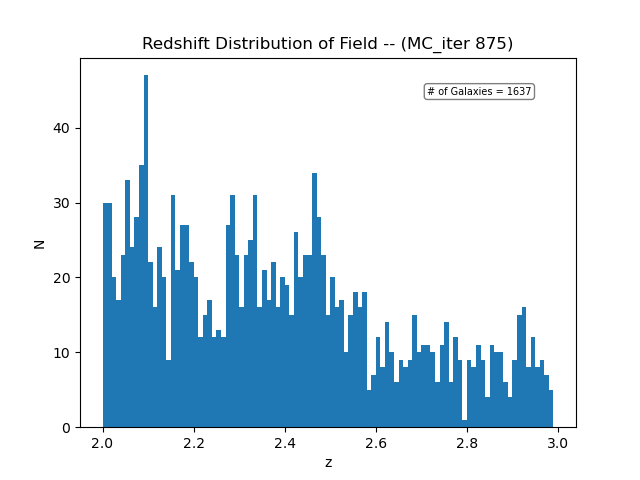 Redshift Distribution of Field -- (MC_iter 875)
# of Galaxies = 1637
N
40
30
20
10
0
2.0 2.2 2.4 2.6 2.8 3.0
z